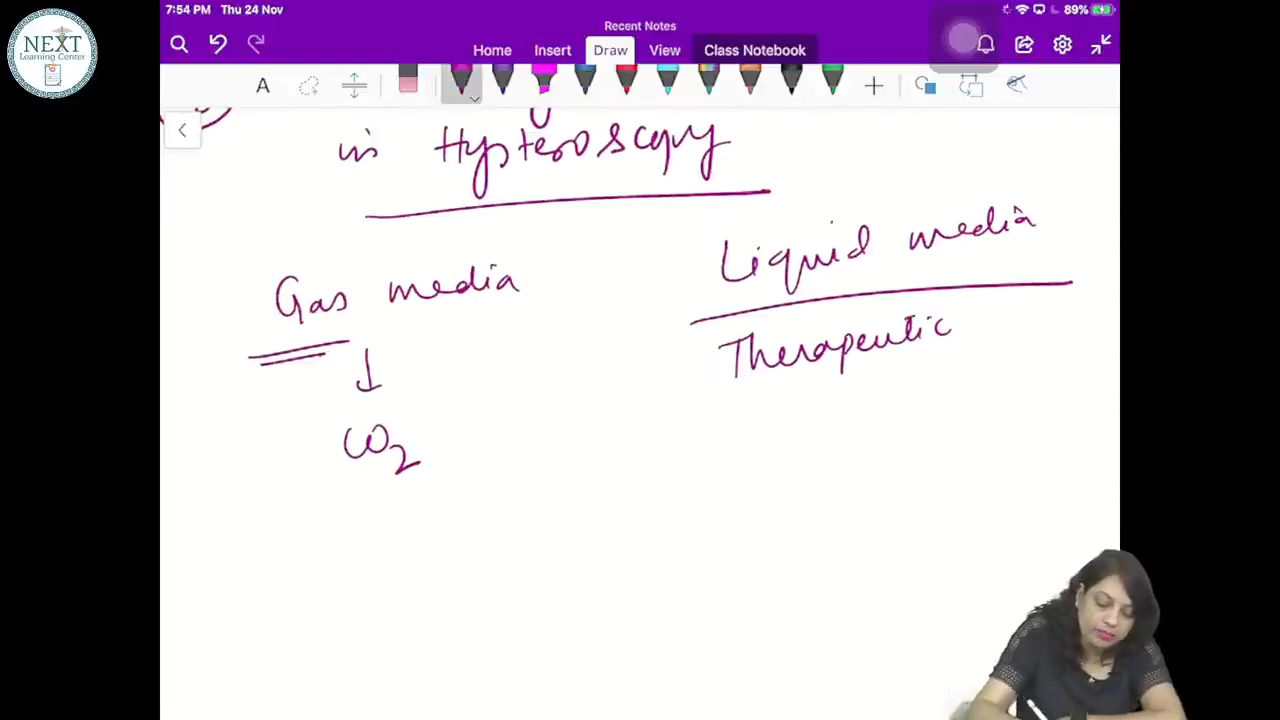 7:54 PM Thu 24 Nov
89%
NEXT
Learning Center
Recent Notes
Home Insert Draw View Class Notebook
A
in Hysteroscopy
Gas media
Liquid media
CO2
Therapeutic